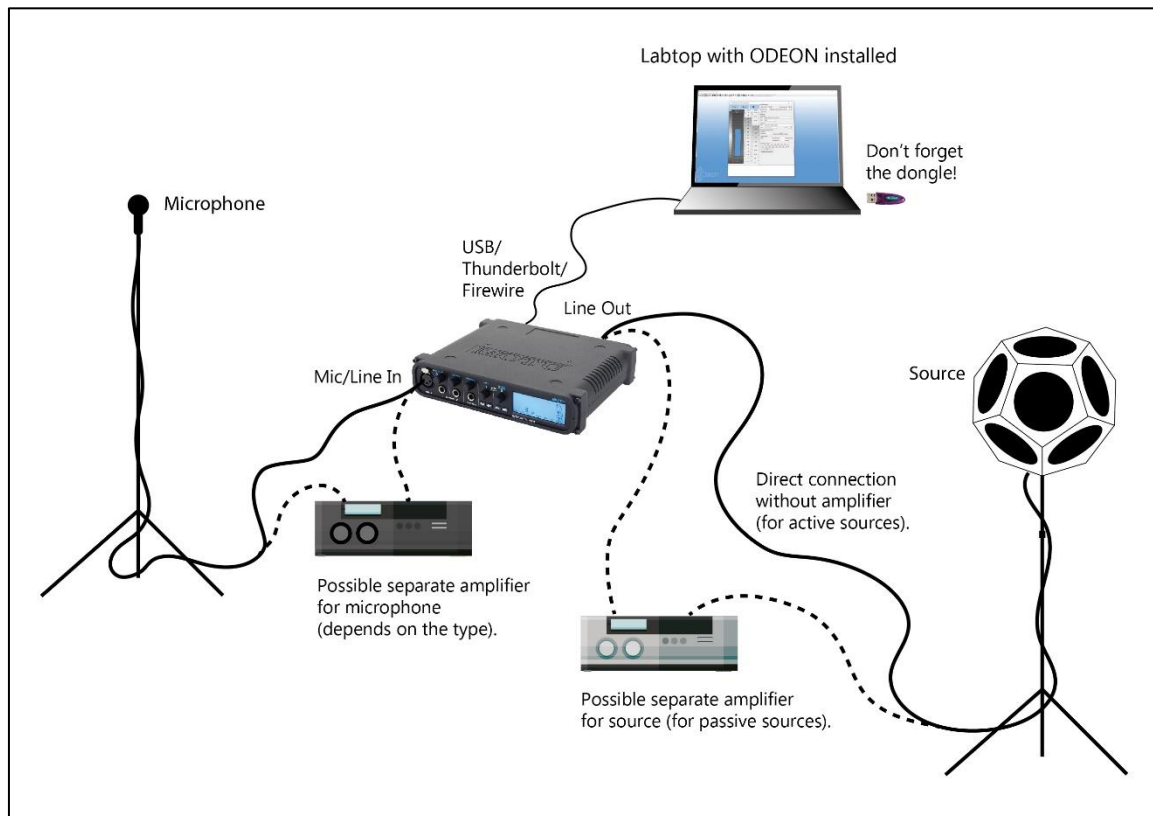 Labtop with ODEON installed
Don't forget
the dongle!
Microphone
USB/
Thunderbolt/
Firewire
Line Out
Mic/Line In
Source
Direct connection
without amplifier
(for active sources).
Possible separate amplifier
for microphone
(depends on the type).
Possible separate amplifier
for source (for passive sources).